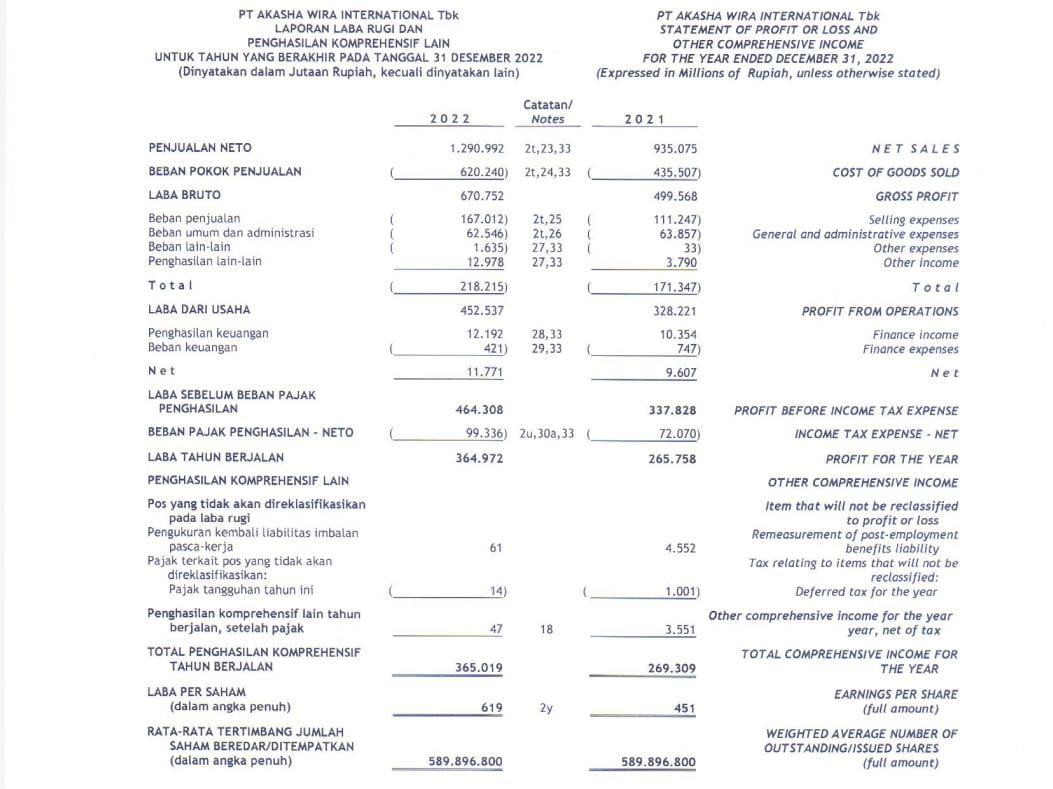 PT AKASHA WIRA INTERNATIONAL Tbk
LAPORAN LABA RUGI DAN
PENGHASILAN KOMPREHENSIF LAIN
UNTUK TAHUN YANG BERAKHIR PADA TANGGAL 31 DESEMBER 2022
(Dinyatakan dalam Jutaan Rupiah, kecuali dinyatakan lain)
PT AKASHA WIRA INTERNATIONAL Tbk
STATEMENT OF PROFIT OR LOSS AND
OTHER COMPREHENSIVE INCOME
FOR THE YEAR ENDED DECEMBER 31, 2022
(Expressed in Millions of Rupiah, unless otherwise stated)
Catatan/
2 0 2 2 Notes 2 0 2 1
PENJUALAN NETO 1.290.992 2t,23,33 935.075 N E T S A L E S
BEBAN POKOK PENJUALAN ( 620.240) 2t,24,33 ( 435.507) COST OF GOODS SOLD
LABA BRUTO 670.752 499.568 GROSS PROFIT
Beban penjualan ( 167.012) 2t,25 ( 111.247) Selling expenses
Beban umum dan administrasi ( 62.546) 2t,26 ( 63.857) General and administrative expenses
Beban lain-lain ( 1.635) 27,33 ( 33) Other expenses
Penghasilan lain-lain 12.978 27,33 3.790 Other income
T o t a l ( 218.215) ( 171.347) T o t a l
LABA DARI USAHA 452.537 328.221 PROFIT FROM OPERATIONS
Penghasilan keuangan 12.192 28,33 10.354 Finance income
Beban keuangan ( 421) 29,33 ( 747) Finance expenses
N e t 11.771 9.607 N e t
LABA SEBELUM BEBAN PAJAK
PENGHASILAN 464.308 337.828 PROFIT BEFORE INCOME TAX EXPENSE
BEBAN PAJAK PENGHASILAN - NETO ( 99.336) 2u,30a,33 ( 72.070) INCOME TAX EXPENSE - NET
LABA TAHUN BERJALAN 364.972 265.758 PROFIT FOR THE YEAR
PENGHASILAN KOMPREHENSIF LAIN OTHER COMPREHENSIVE INCOME
Pos yang tidak akan direklasifikasikan Item that will not be reclassified
pada laba rugi to profit or loss
Pengukuran kembali liabilitas imbalan Remeasurement of post-employment
pasca-kerja 61 4.552 benefits liability
Pajak terkait pos yang tidak akan Tax relating to items that will not be
direklasifikasikan: reclassified:
Pajak tangguhan tahun ini ( 14) ( 1.001) Deferred tax for the year
Penghasilan komprehensif lain tahun Other comprehensive income for the year
berjalan, setelah pajak 47 18 3.551 year, net of tax
TOTAL PENGHASILAN KOMPREHENSIF TOTAL COMPREHENSIVE INCOME FOR
TAHUN BERJALAN 365.019 269.309 THE YEAR
LABA PER SAHAM EARNINGS PER SHARE
(dalam angka penuh) 619 2y 451 (full amount)
RATA-RATA TERTIMBANG JUMLAH WEIGHTED AVERAGE NUMBER OF
SAHAM BEREDAR/DITEMPATKAN OUTSTANDING/ISSUED SHARES
(dalam angka penuh) 589.896.800 589.896.800 (full amount)